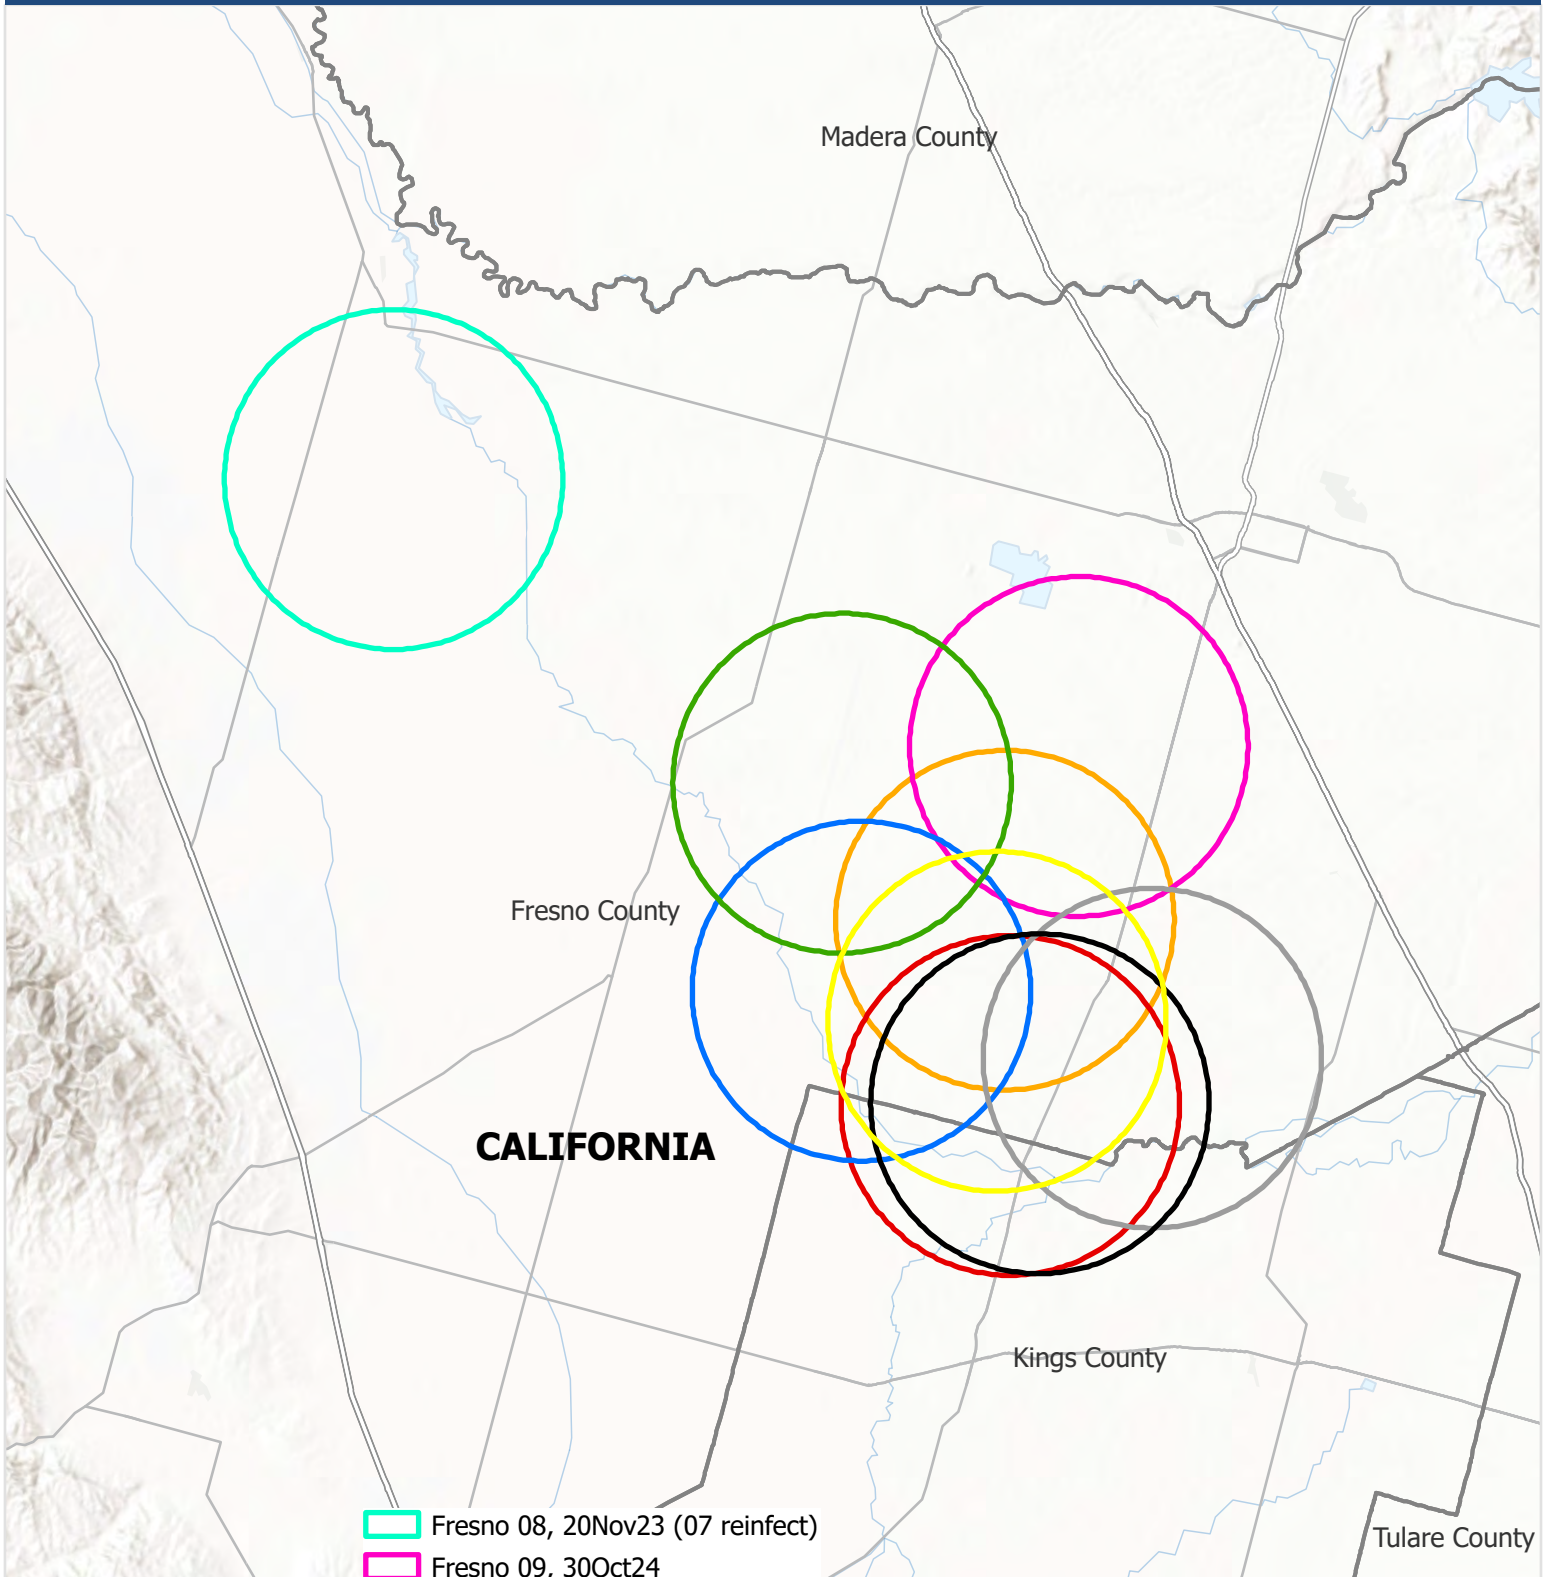 Madera County
Fresno County
CALIFORNIA
Kings County
Fresno 08, 20Nov23 (07 reinfect)
Tulare County
Fresno 09, 30Oct24